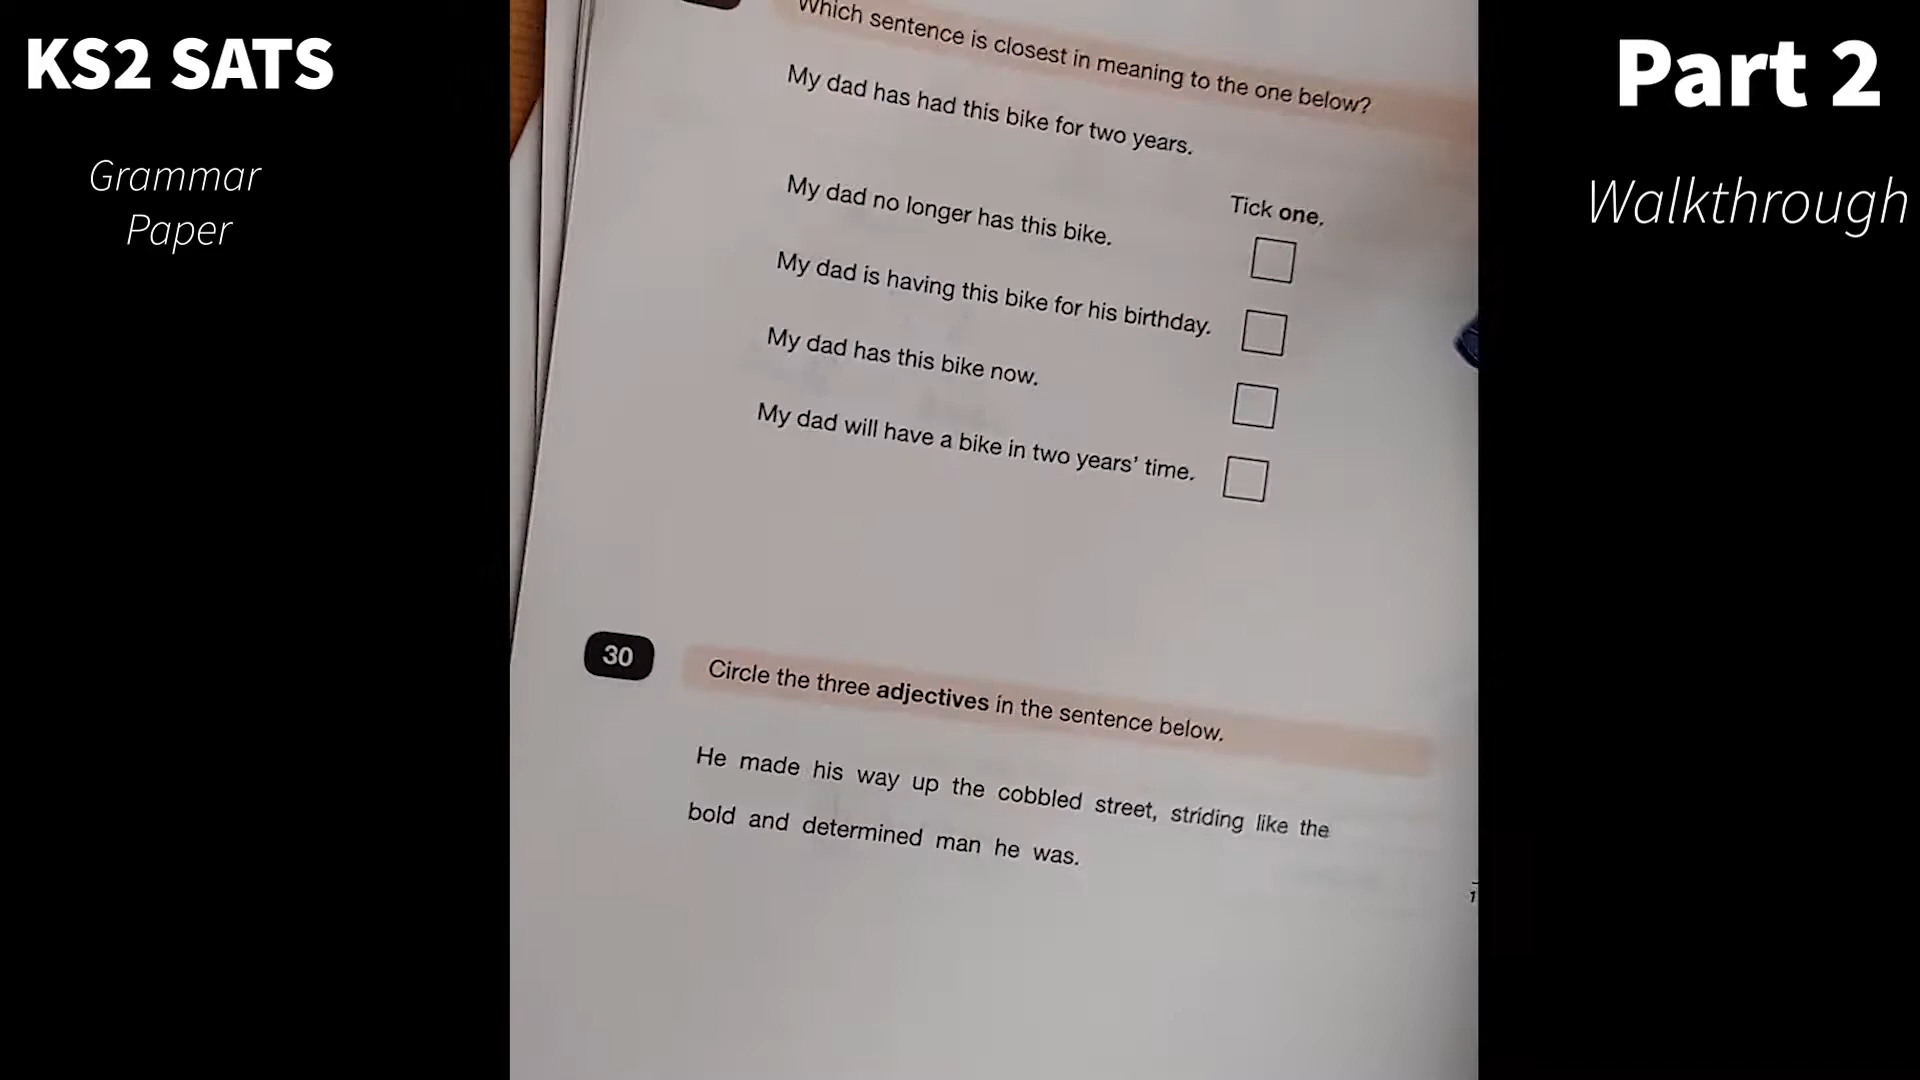 KS2 SATS
Grammar
Paper
Part 2
Walkthrough
Which sentence is closest in meaning to the one below?
My dad has had this bike for two years.
Tick one.
My dad no longer has this bike.
My dad is having this bike for his birthday.
My dad has this bike now.
My dad will have a bike in two years’ time.
30
Circle the three adjectives in the sentence below.
He made his way up the cobbled street, striding like the
bold and determined man he was.
1